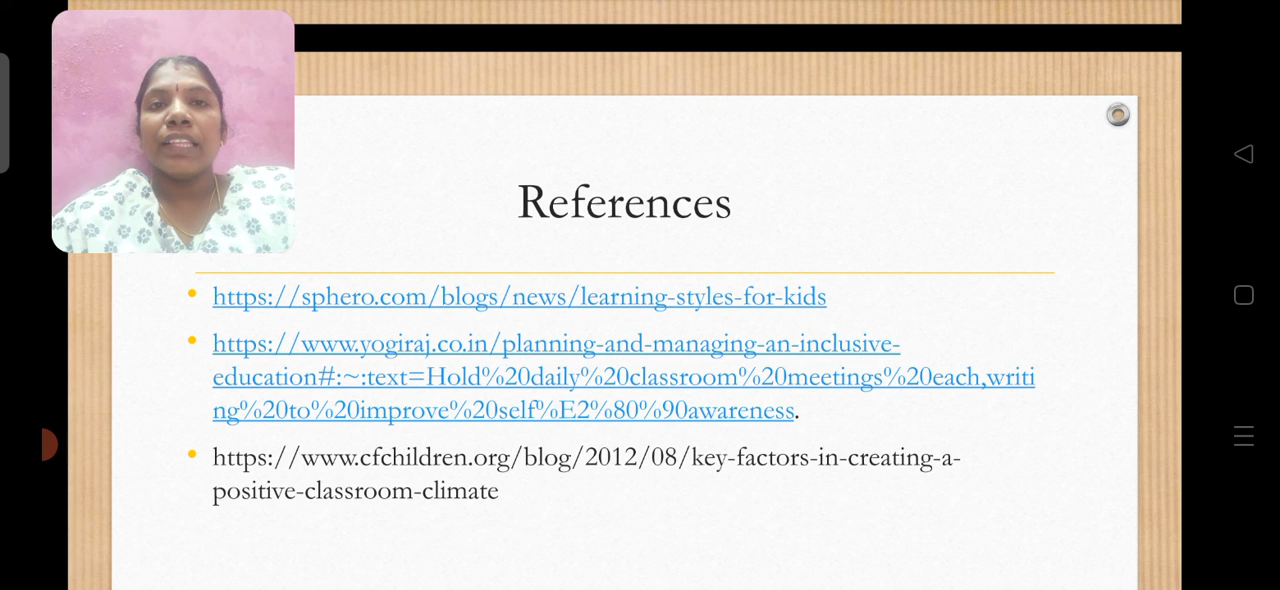 References
https://sphero.com/blogs/news/learning-styles-for-kids
https://www.yogiraj.co.in/planning-and-managing-an-inclusive-
education#:~:text=Hold%20daily%20classroom%20meetings%20each,writi
ng%20to%20improve%20self%E2%80%90awareness.
https://www.cfchildren.org/blog/2012/08/key-factors-in-creating-a-
positive-classroom-climate